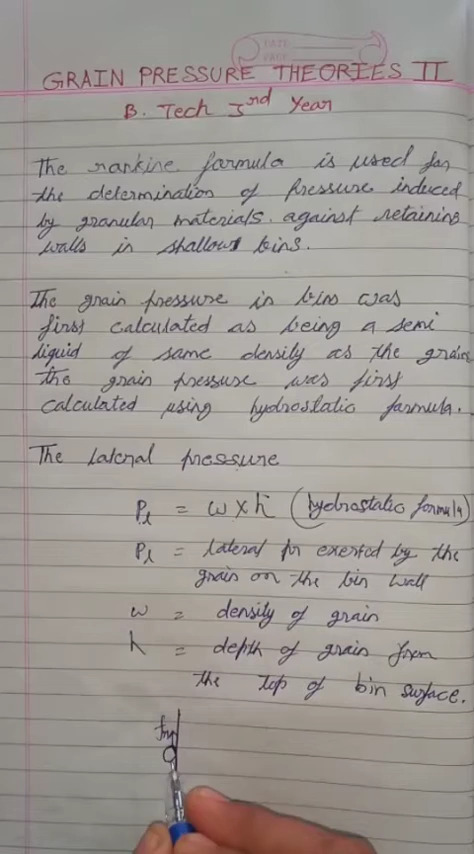 DATE
PAGE
GRAIN PRESSURE THEORIES II
B. Tech 3rd Year
The rankine formula is used for
the determination of pressure induced
by granular materials against retaining
walls in shallow bins.
The grain pressure in bins was
first calculated as being a semi
liquid of same density as the grain
the grain pressure was first
calculated using hydrostatic formula.
The lateral pressure
Pl = w x h (hydrostatic formula)
Pl = lateral pr exerted by the
grain on the bin wall
w = density of grain
h = depth of grain from
the top of bin surface.